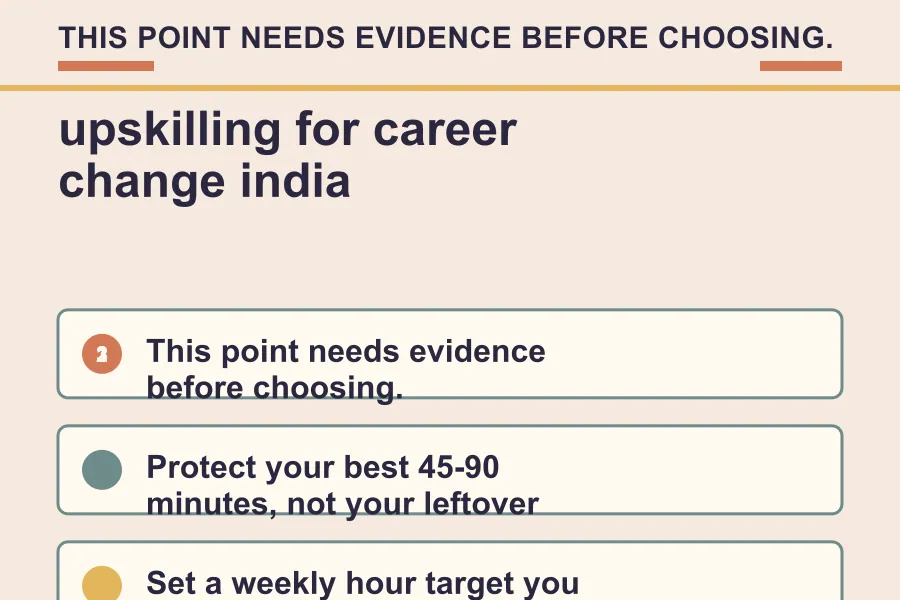 THIS POINT NEEDS EVIDENCE BEFORE CHOOSING.
upskilling for career
change india
This point needs evidence
before choosing.
Protect your best 45-90
minutes, not your leftover
Set a weekly hour target you